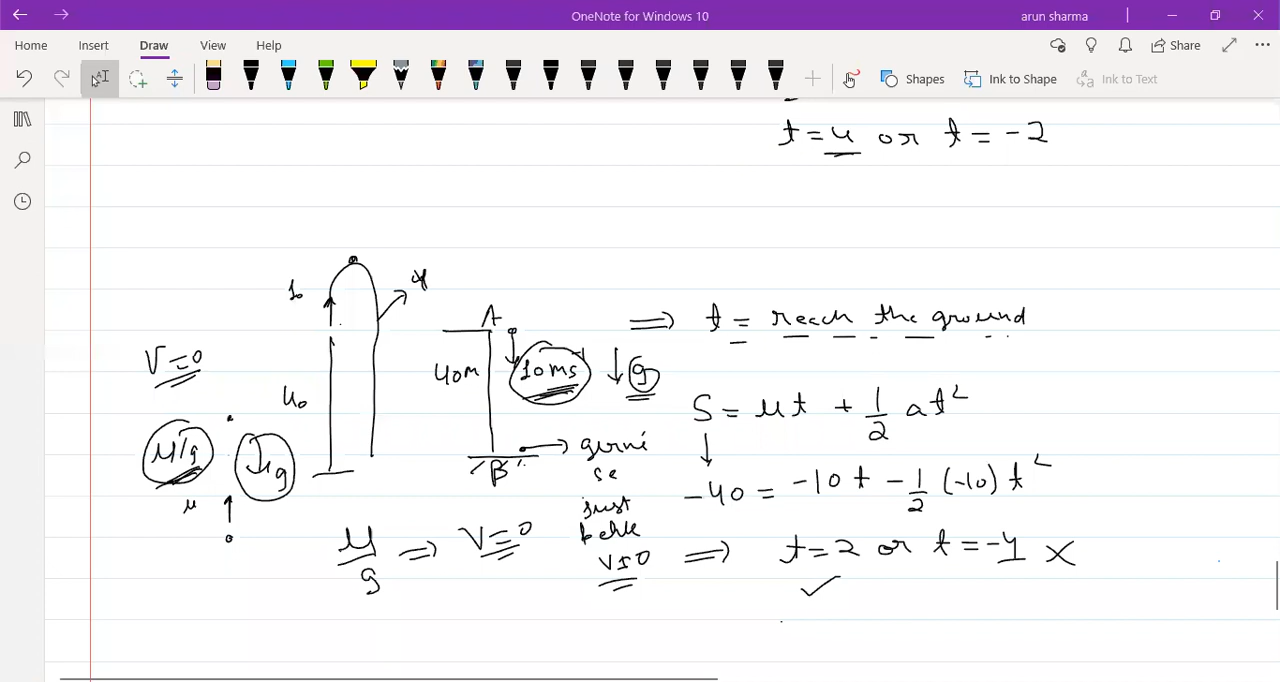 OneNote for Windows 10
arun sharma
Home Insert Draw View Help
Share
Shapes
Ink to Shape
Ink to Text
t = 4 or t = -2
10
A
⇒ t = reach the ground
V=0
40m
10ms
↓g
40
S = ut + 1/2 at²
u/g
↓g
B
→ girne
se
just
u
-40 = -10t - 1/2 (-10)t²
u/g ⇒ V=0
V=0
⇒ t=2 or t=-4 ×
✓